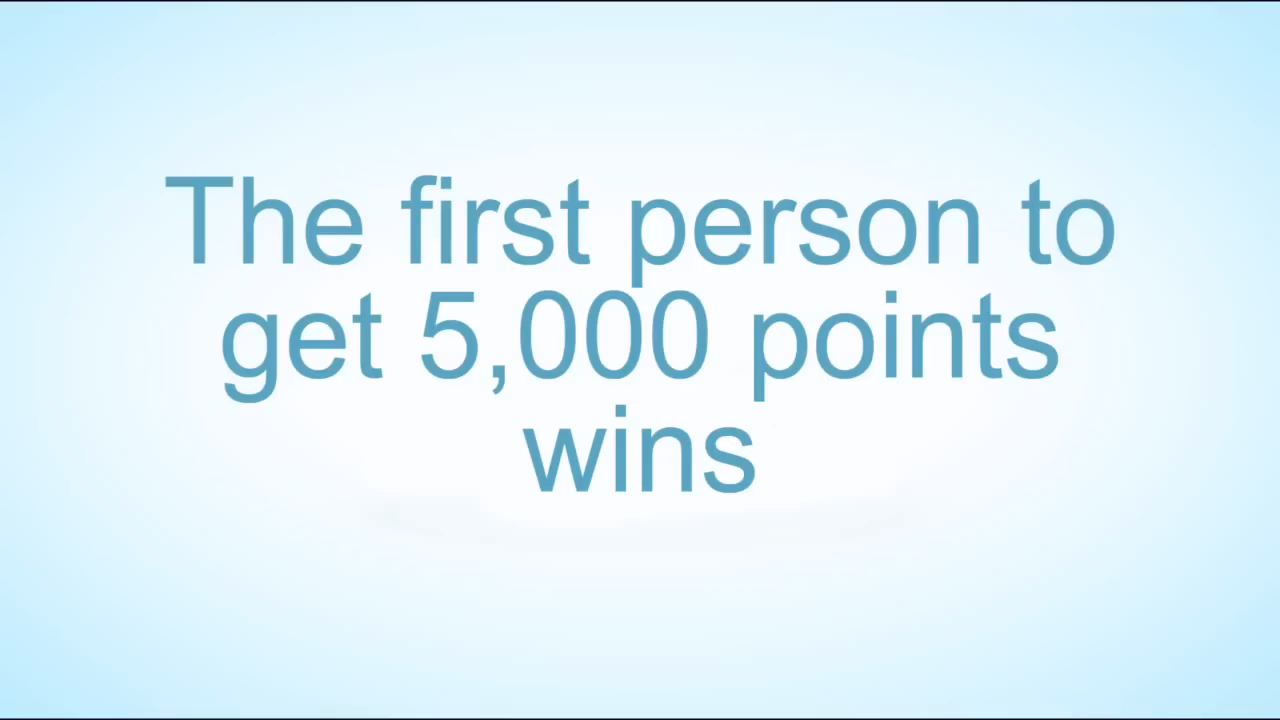 The first person to
get 5,000 points
wins